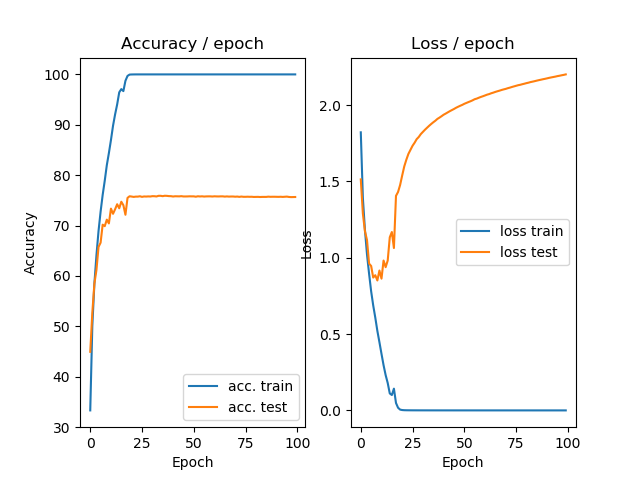 Accuracy / epoch
100
90
80
70
60
50
40
30
Accuracy
0
25
50
75
100
Epoch
acc. train
acc. test
Loss / epoch
2.0
1.5
1.0
0.5
0.0
Loss
0
25
50
75
100
Epoch
loss train
loss test